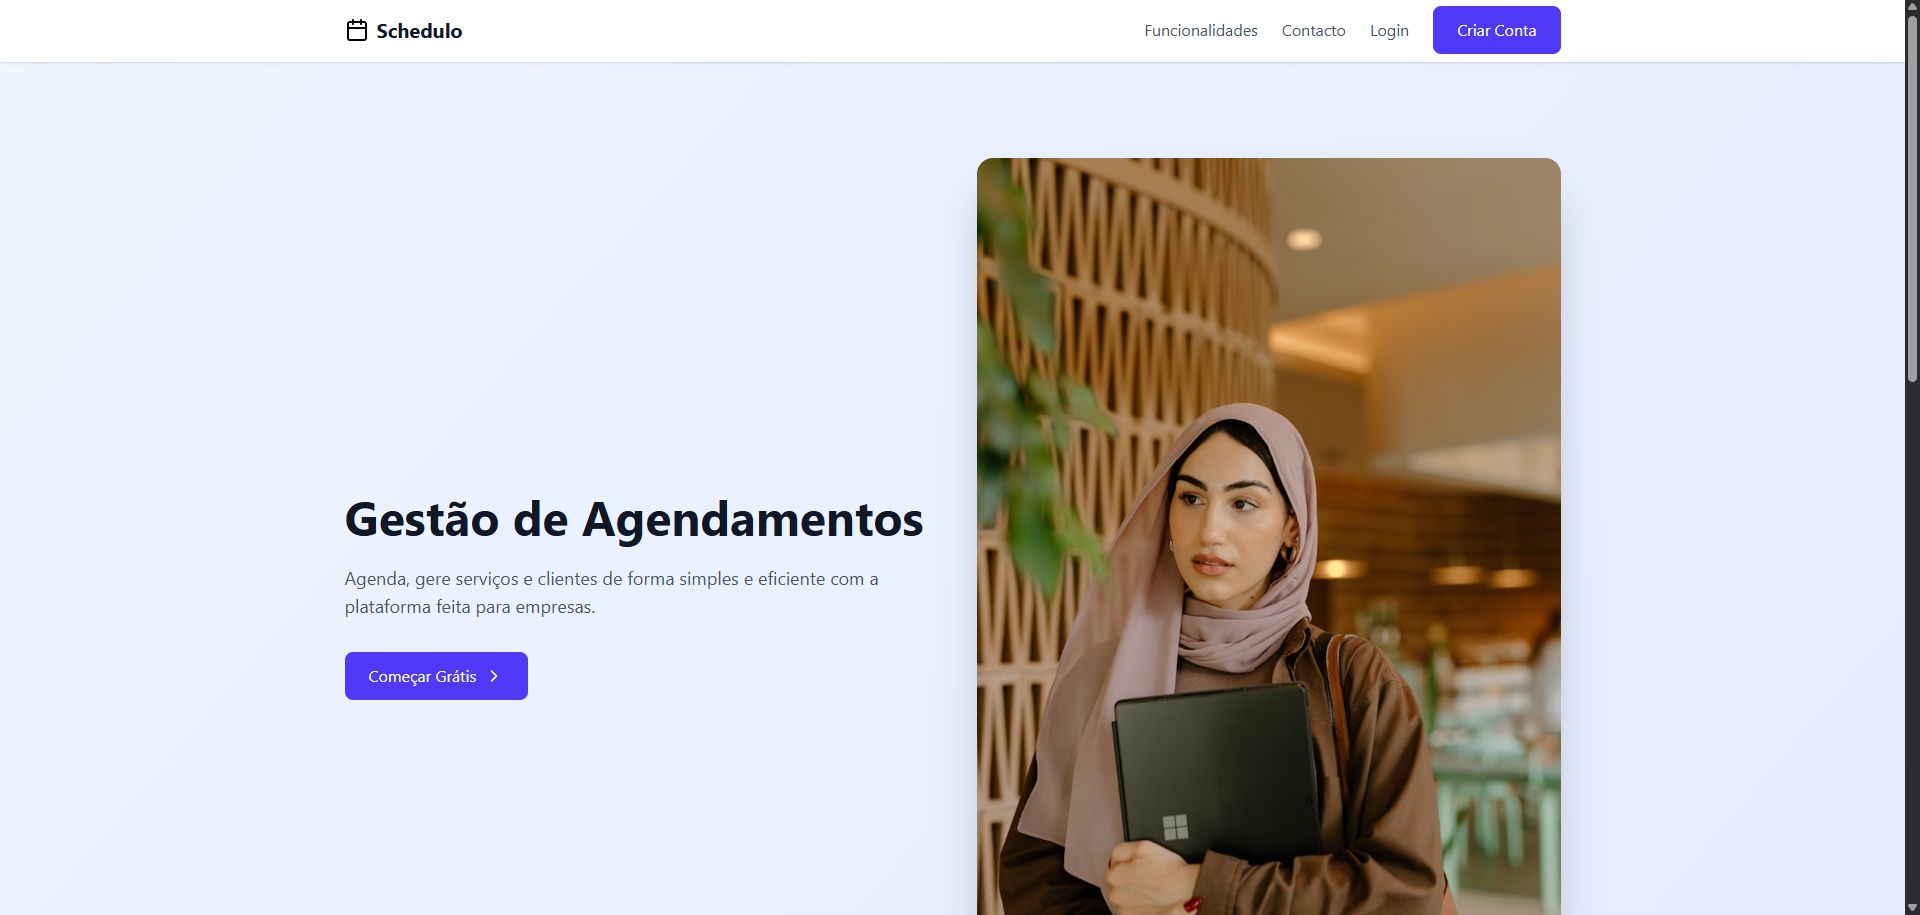 Schedulo
Funcionalidades
Contacto
Login
Criar Conta
Gestão de Agendamentos
Agenda, gere serviços e clientes de forma simples e eficiente com a
plataforma feita para empresas.
Começar Grátis